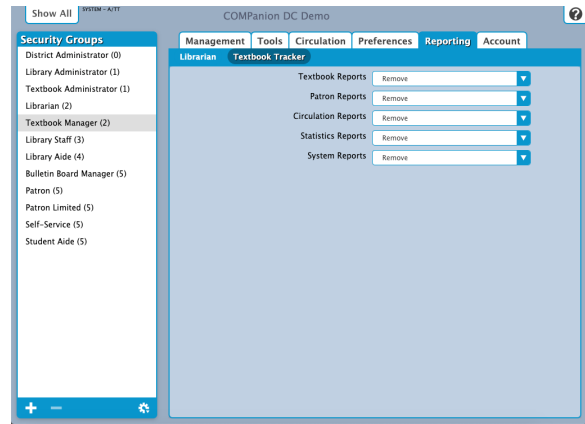 Show All
SYSTEM - A/TT
COMPanion DC Demo
?
Security Groups
District Administrator (0)
Library Administrator (1)
Textbook Administrator (1)
Librarian (2)
Textbook Manager (2)
Library Staff (3)
Library Aide (4)
Bulletin Board Manager (5)
Patron (5)
Patron Limited (5)
Self-Service (5)
Student Aide (5)
Management Tools Circulation Preferences Reporting Account
Librarian Textbook Tracker
Textbook Reports Remove
Patron Reports Remove
Circulation Reports Remove
Statistics Reports Remove
System Reports Remove